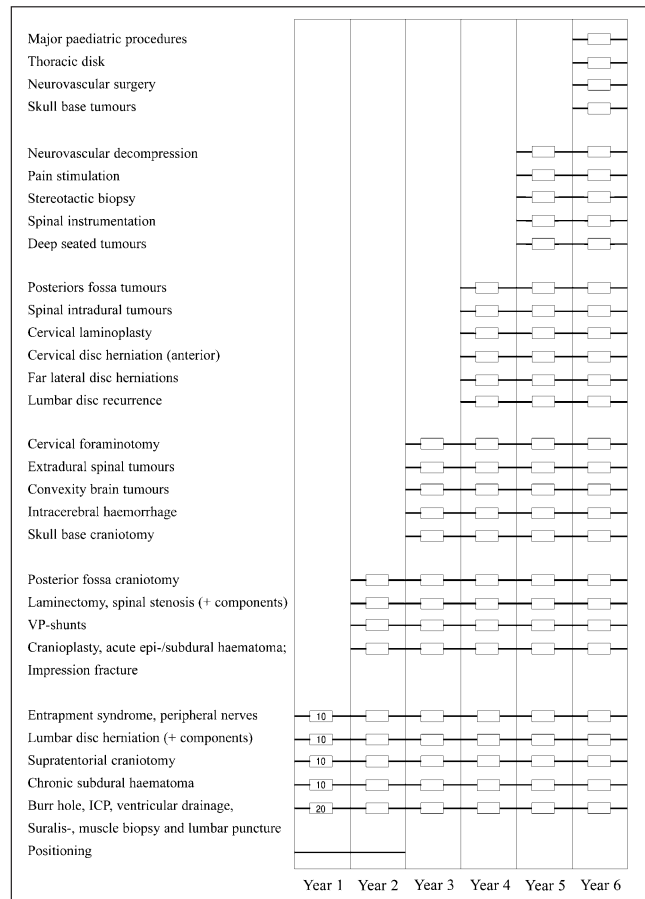 Major paediatric procedures
Thoracic disk
Neurovascular surgery
Skull base tumours
Neurovascular decompression
Pain stimulation
Stereotactic biopsy
Spinal instrumentation
Deep seated tumours
Posteriors fossa tumours
Spinal intradural tumours
Cervical laminoplasty
Cervical disc herniation (anterior)
Far lateral disc herniations
Lumbar disc recurrence
Cervical foraminotomy
Extradural spinal tumours
Convexity brain tumours
Intracerebral haemorrhage
Skull base craniotomy
Posterior fossa craniotomy
Laminectomy, spinal stenosis (+ components)
VP-shunts
Cranioplasty, acute epi-/subdural haematoma;
Impression fracture
Entrapment syndrome, peripheral nerves 10
Lumbar disc herniation (+ components) 10
Supratentorial craniotomy 10
Chronic subdural haematoma 10
Burr hole, ICP, ventricular drainage, 20
Suralis-, muscle biopsy and lumbar puncture
Positioning
Year 1 Year 2 Year 3 Year 4 Year 5 Year 6